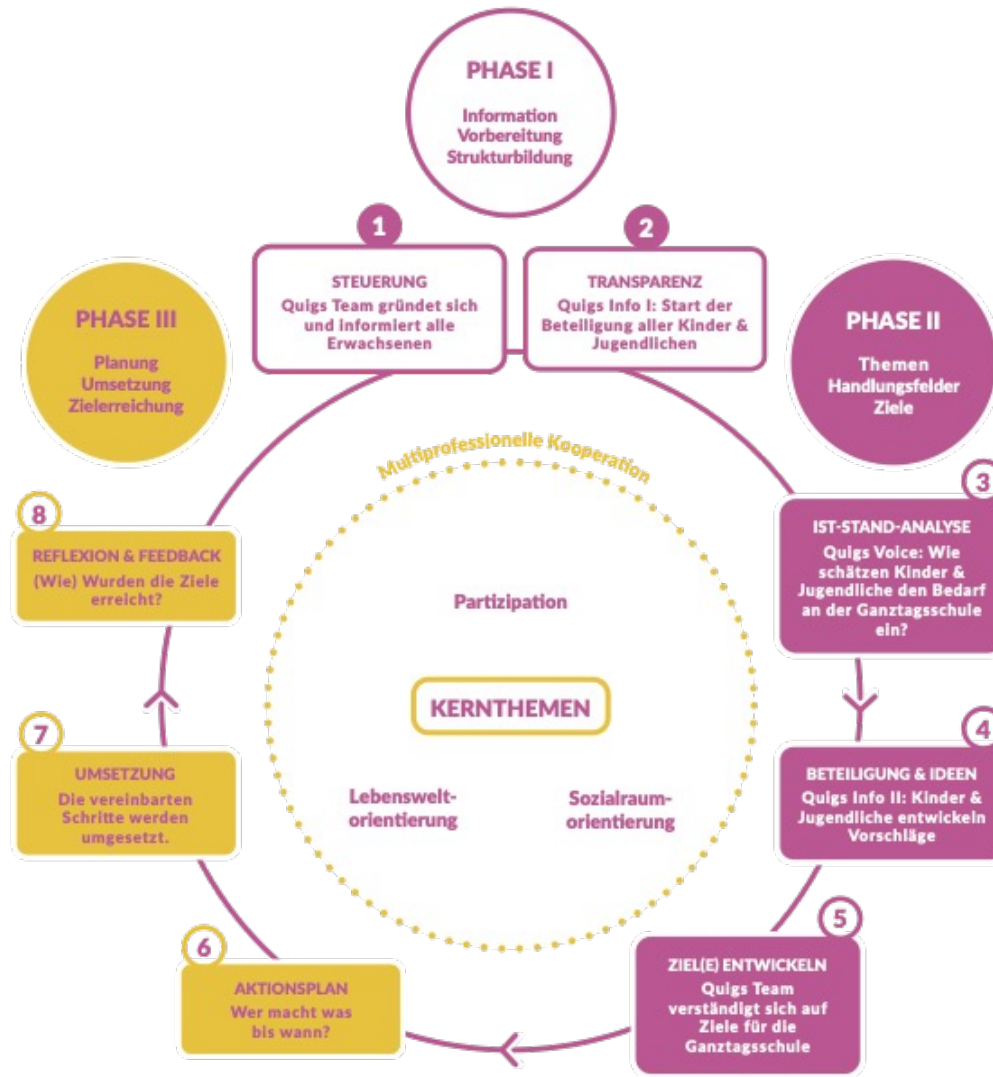 PHASE I
Information
Vorbereitung
Strukturbildung
1
STEUERUNG
Quigs Team gründet sich
und informiert alle
Erwachsenen
2
TRANSPARENZ
Quigs Info I: Start der
Beteiligung aller Kinder &
Jugendlichen
PHASE II
Themen
Handlungsfelder
Ziele
3
IST-STAND-ANALYSE
Quigs Voice: Wie
schätzen Kinder &
Jugendliche den Bedarf
an der Ganztagsschule
ein?
4
BETEILIGUNG & IDEEN
Quigs Info II: Kinder &
Jugendliche entwickeln
Vorschläge
5
ZIEL(E) ENTWICKELN
Quigs Team
verständigt sich auf
Ziele für die
Ganztagsschule
PHASE III
Planung
Umsetzung
Zielerreichung
6
AKTIONSPLAN
Wer macht was
bis wann?
7
UMSETZUNG
Die vereinbarten
Schritte werden
umgesetzt.
8
REFLEXION & FEEDBACK
(Wie) Wurden die Ziele
erreicht?
Multiprofessionelle Kooperation
Partizipation
KERNTHEMEN
Lebenswelt-
orientierung
Sozialraum-
orientierung